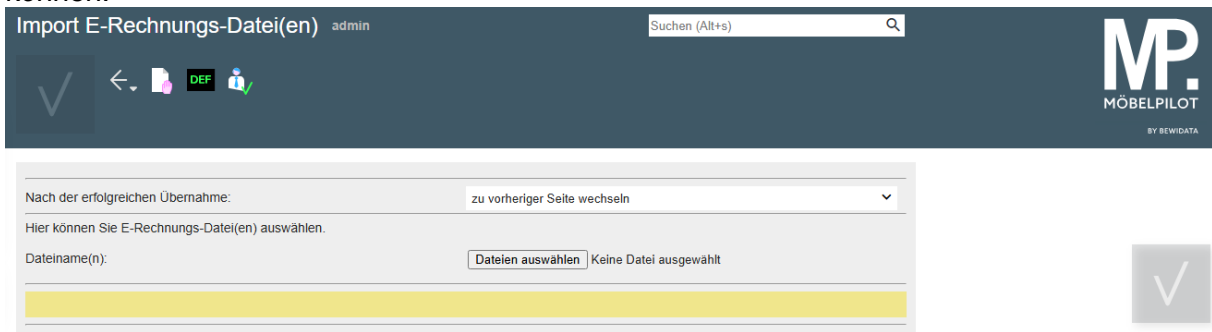 Import E-Rechnungs-Datei(en) admin
Suchen (Alt+s)
DEF
MP.
MÖBELPILOT
BY BEWIDATA
Nach der erfolgreichen Übernahme:
zu vorheriger Seite wechseln
Hier können Sie E-Rechnungs-Datei(en) auswählen.
Dateiname(n):
Dateien auswählen Keine Datei ausgewählt